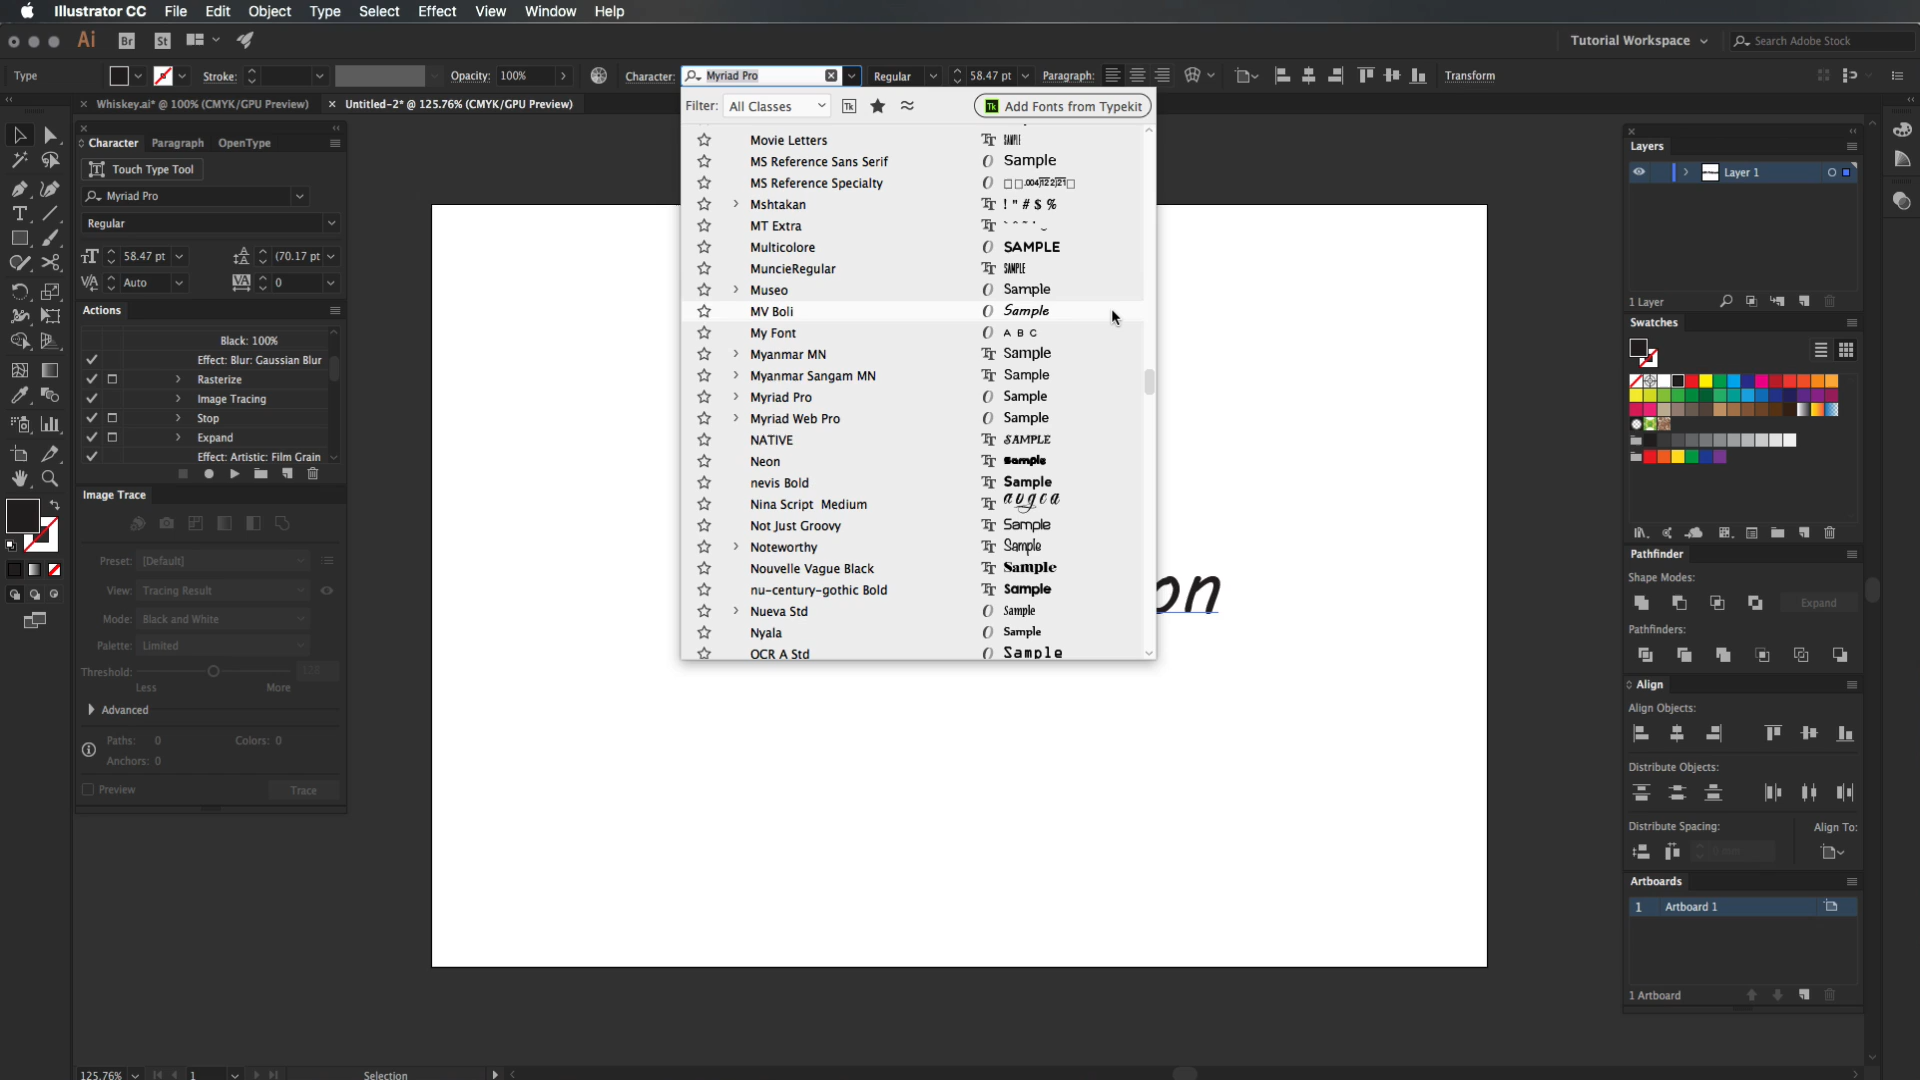 Illustrator CC File Edit Object Type Select Effect View Window Help
Ai Br St Tutorial Workspace Search Adobe Stock
Type Stroke: Opacity: 100% Character: Myriad Pro Regular 58.47 pt Paragraph: Transform
Whiskey.ai* @ 100% (CMYK/GPU Preview) Untitled-2* @ 125.76% (CMYK/GPU Preview)
Filter: All Classes Tk Tk Add Fonts from Typekit
Character Paragraph OpenType
Touch Type Tool
Myriad Pro
Regular
58.47 pt (70.17 pt
Auto 0
Actions
Black: 100%
Effect: Blur: Gaussian Blur
Rasterize
Image Tracing
Stop
Expand
Effect: Artistic: Film Grain
Image Trace
Preset: [Default]
View: Tracing Result
Mode: Black and White
Palette: Limited
Threshold:
Less More
Advanced
Paths: 0 Colors: 0
Anchors: 0
Preview Trace
Movie Letters SAMPLE
MS Reference Sans Serif Sample
MS Reference Specialty
Mshtakan ! " # $ %
MT Extra
Multicolore SAMPLE
MuncieRegular SAMPLE
Museo Sample
MV Boli Sample
My Font A B C
Myanmar MN Sample
Myanmar Sangam MN Sample
Myriad Pro Sample
Myriad Web Pro Sample
NATIVE SAMPLE
Neon Sample
nevis Bold Sample
Nina Script Medium
Not Just Groovy Sample
Noteworthy Sample
Nouvelle Vague Black Sample
nu-century-gothic Bold Sample
Nueva Std Sample
Nyala Sample
OCR A Std Sample
on
Layers
Layer 1
1 Layer
Swatches
Pathfinder
Shape Modes:
Expand
Pathfinders:
Align
Align Objects:
Distribute Objects:
Distribute Spacing: Align To:
0 mm
Artboards
1 Artboard 1
1 Artboard
125.76% 1 Selection